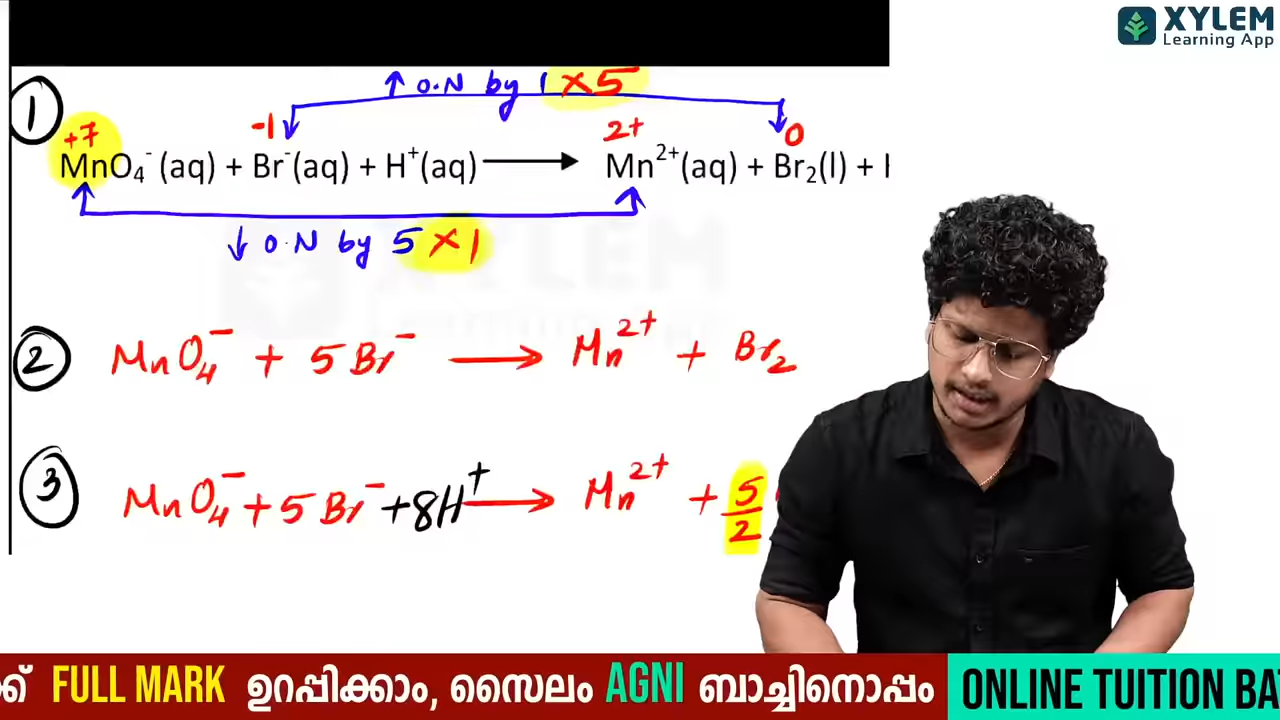 XYLEM
Learning App
1
↑ O.N by 1 ×5
+7 -1 2+ 0
MnO₄⁻ (aq) + Br⁻(aq) + H⁺(aq) ⟶ Mn²⁺(aq) + Br₂(l) +
↓ O.N by 5 ×1
XYLEM
2 MnO₄⁻ + 5Br⁻ ⟶ Mn²⁺ + Br₂
3 MnO₄⁻ + 5Br⁻ + 8H⁺ ⟶ Mn²⁺ + 5/2
FULL MARK ഉറപ്പിക്കാം, സൈലം AGNI ബാച്ചിനൊപ്പം ONLINE TUITION